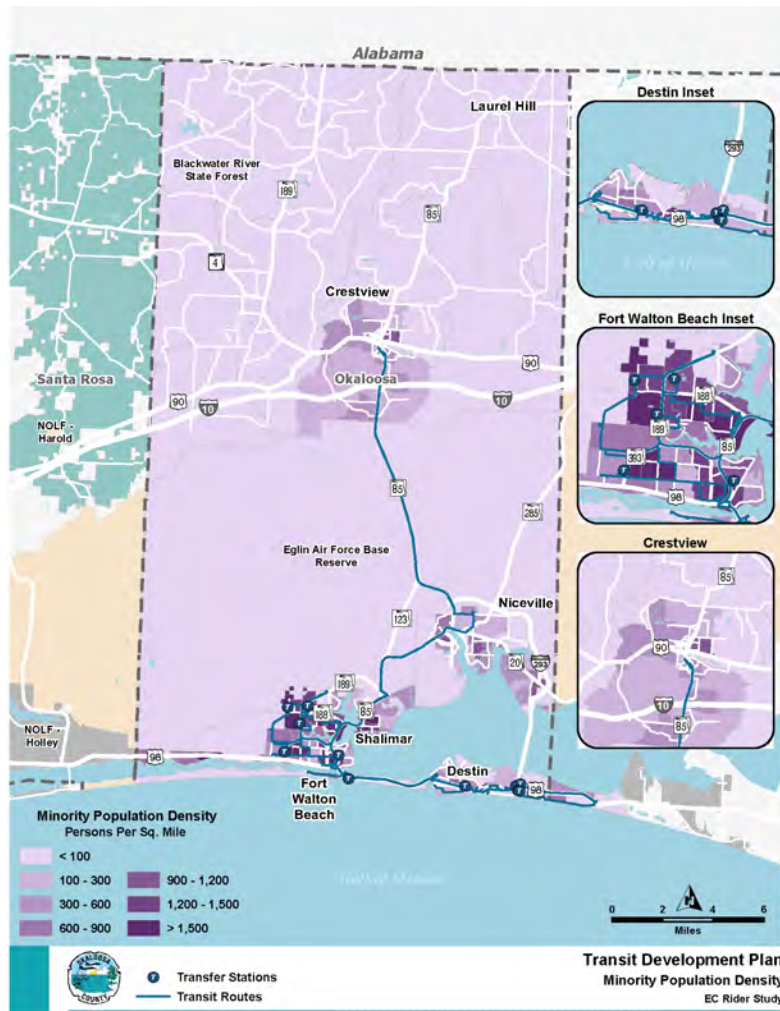 Alabama
Laurel Hill
Destin Inset
Blackwater River
State Forest
293
189
85
98
4
Crestview
Fort Walton Beach Inset
Santa Rosa
Okaloosa
90
90
10
10
NOLF -
Harold
188
189
85
393
98
85
285
Eglin Air Force Base
Reserve
Crestview
85
Niceville
123
90
20
293
10
189
85
188
85
NOLF -
Holley
Shalimar
98
Destin
98
Fort
Walton
Beach
Minority Population Density
Persons Per Sq. Mile
< 100
100 - 300
900 - 1,200
300 - 600
1,200 - 1,500
600 - 900
> 1,500
N
0 2 4 6
Miles
OKALOOSA
COUNTY
T Transfer Stations
Transit Routes
Transit Development Plan
Minority Population Density
EC Rider Study